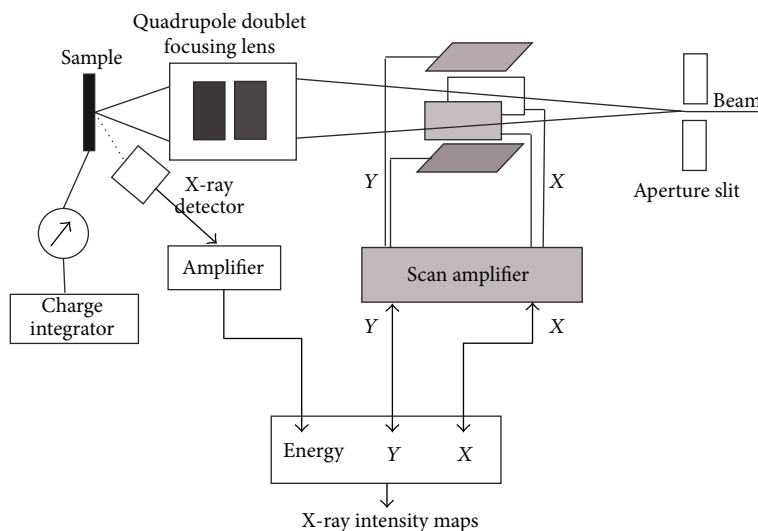 Quadrupole doublet
focusing lens
Sample
Beam
Aperture slit
X-ray
detector
Y
X
Amplifier
Scan amplifier
Charge
integrator
Y
X
Energy
Y
X
X-ray intensity maps